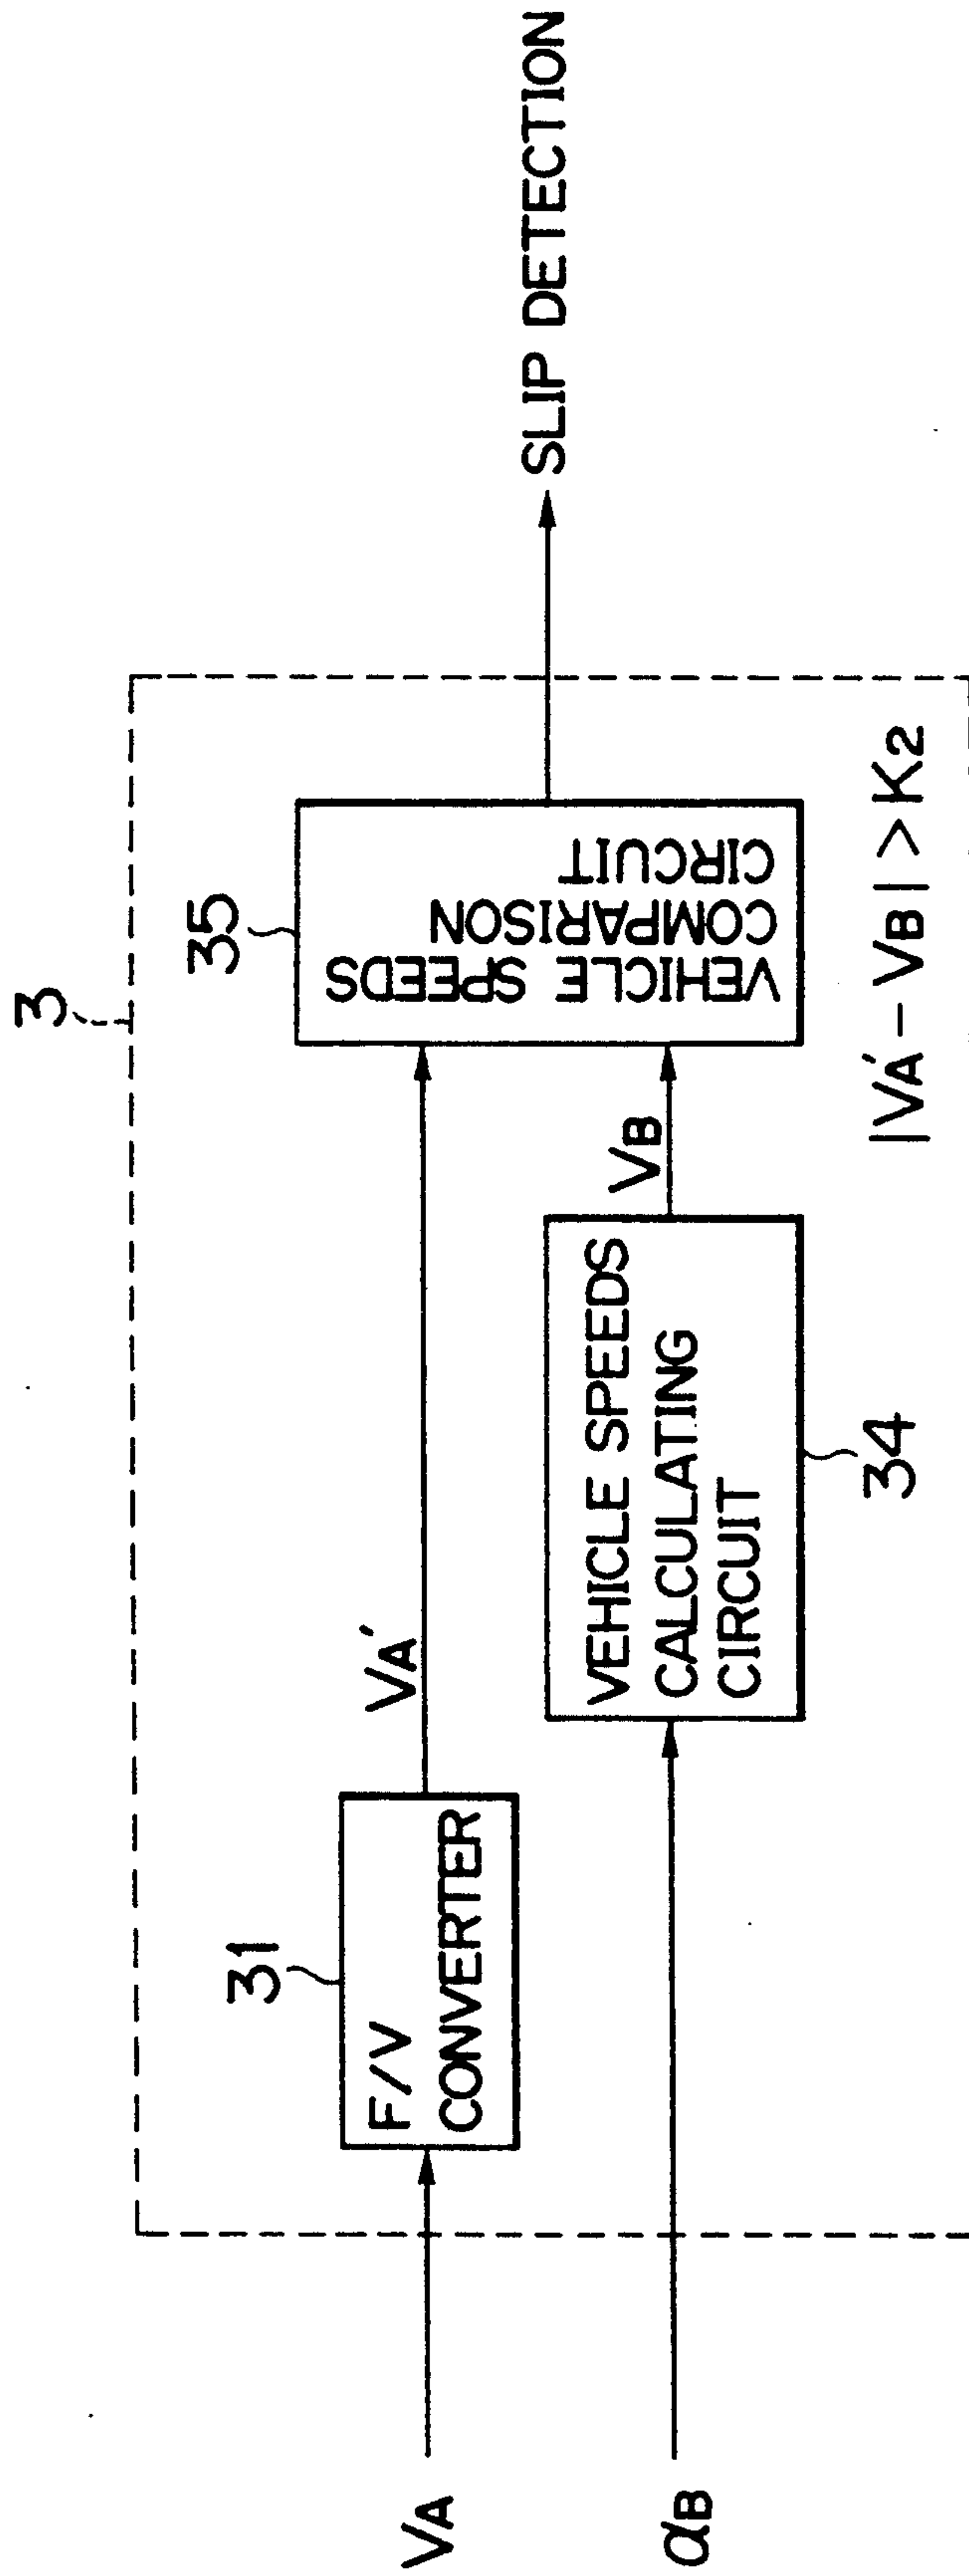 3
35
31
VA
F/V
CONVERTER
VA'
VEHICLE SPEEDS
COMPARISON
CIRCUIT
SLIP DETECTION
αB
VEHICLE SPEEDS
CALCULATING
CIRCUIT
VB
34
|VA' - VB| > K2